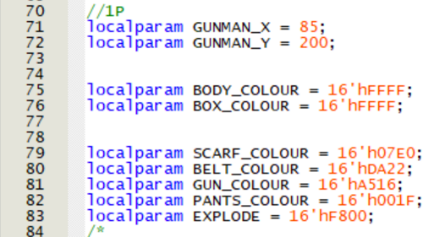 70 //1P
71 localparam GUNMAN_X = 85;
72 localparam GUNMAN_Y = 200;
73
74
75 localparam BODY_COLOUR = 16'hFFFF;
76 localparam BOX_COLOUR = 16'hFFFF;
77
78
79 localparam SCARF_COLOUR = 16'h07E0;
80 localparam BELT_COLOUR = 16'hDA22;
81 localparam GUN_COLOUR = 16'hA516;
82 localparam PANTS_COLOUR = 16'h001F;
83 localparam EXPLODE = 16'hF800;
84 /*